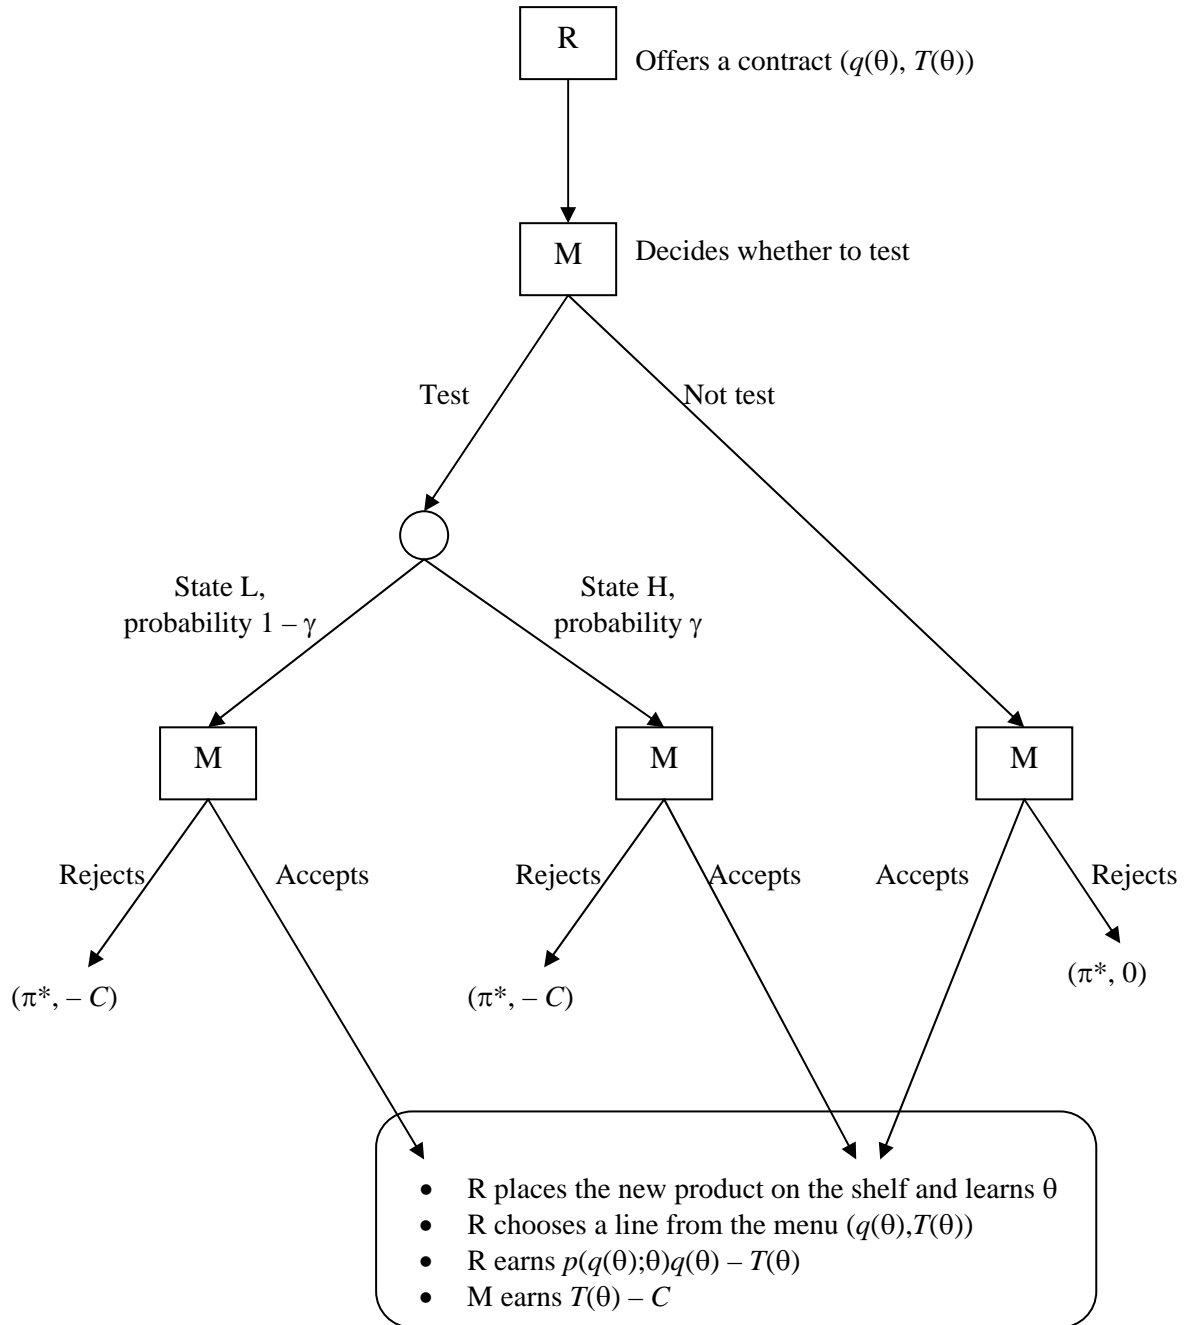 R
Offers a contract (q(θ), T(θ))
M
Decides whether to test
Test
Not test
State L,
probability 1 – γ
State H,
probability γ
M
M
M
Rejects
Accepts
Rejects
Accepts
Accepts
Rejects
(π*, – C)
(π*, – C)
(π*, 0)
• R places the new product on the shelf and learns θ
• R chooses a line from the menu (q(θ),T(θ))
• R earns p(q(θ);θ)q(θ) – T(θ)
• M earns T(θ) – C